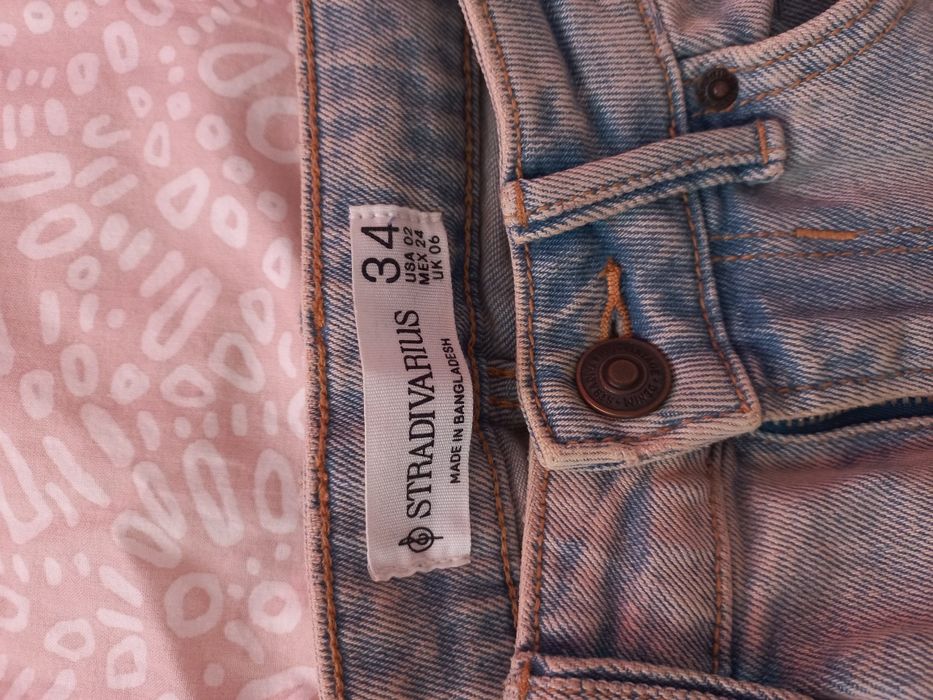 STRADIVARIUS 34
USA 02
MEX 24
MADE IN BANGLADESH UK 06